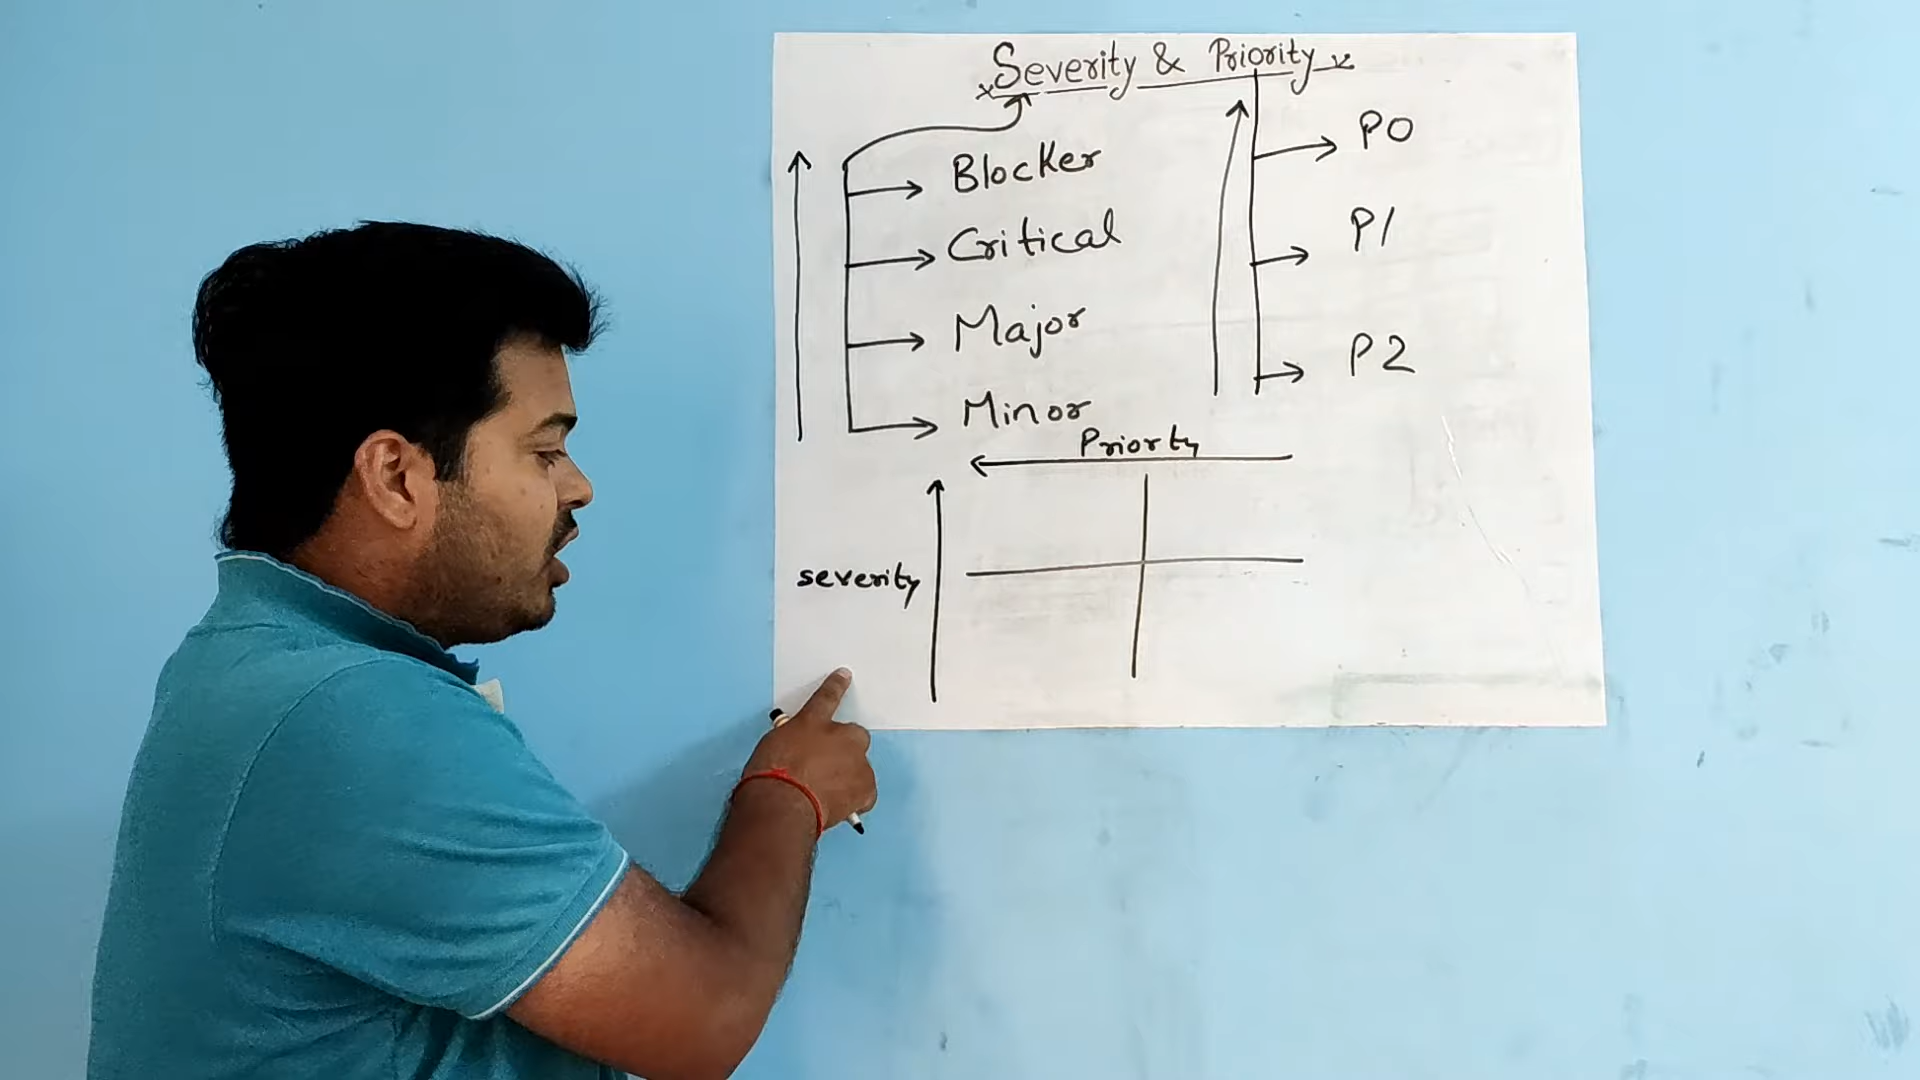 Severity & Priority
Blocker
Critical
Major
Minor
P0
P1
P2
Priorty
severity